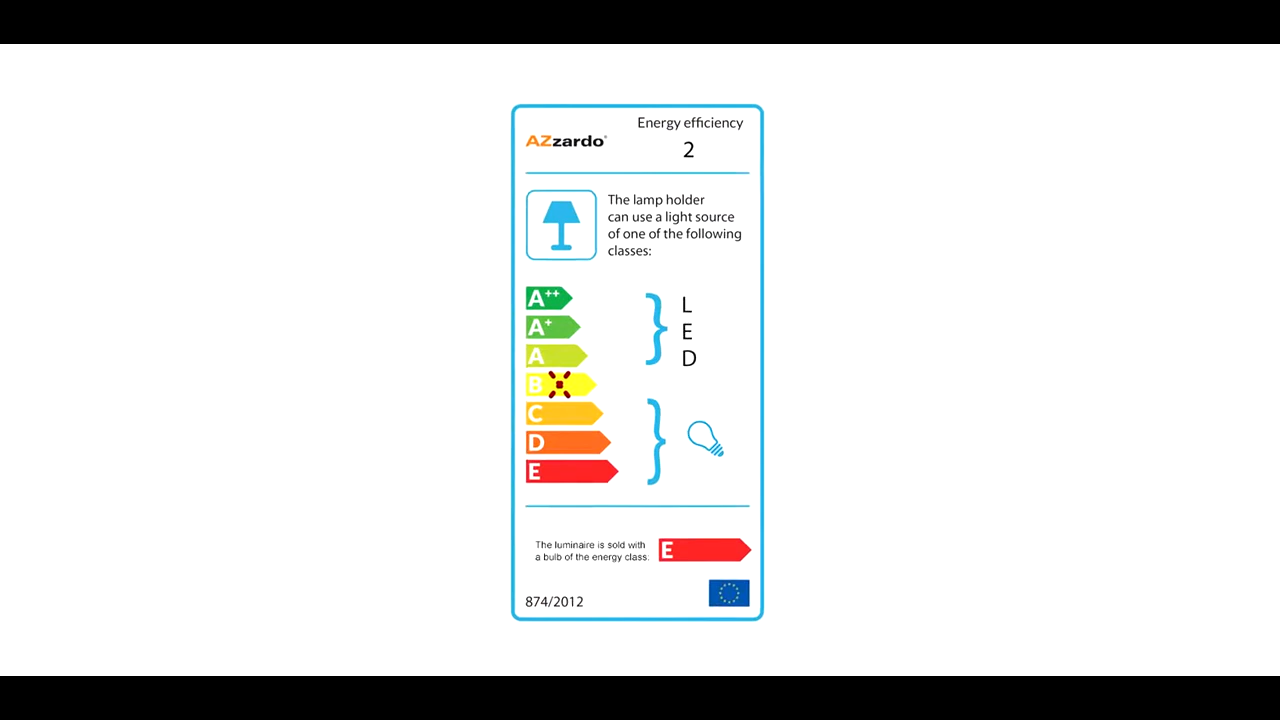 AZzardo®
Energy efficiency
2
The lamp holder
can use a light source
of one of the following
classes:
A++
A+
A
B
C
D
E
L
E
D
The luminaire is sold with
a bulb of the energy class:
E
874/2012